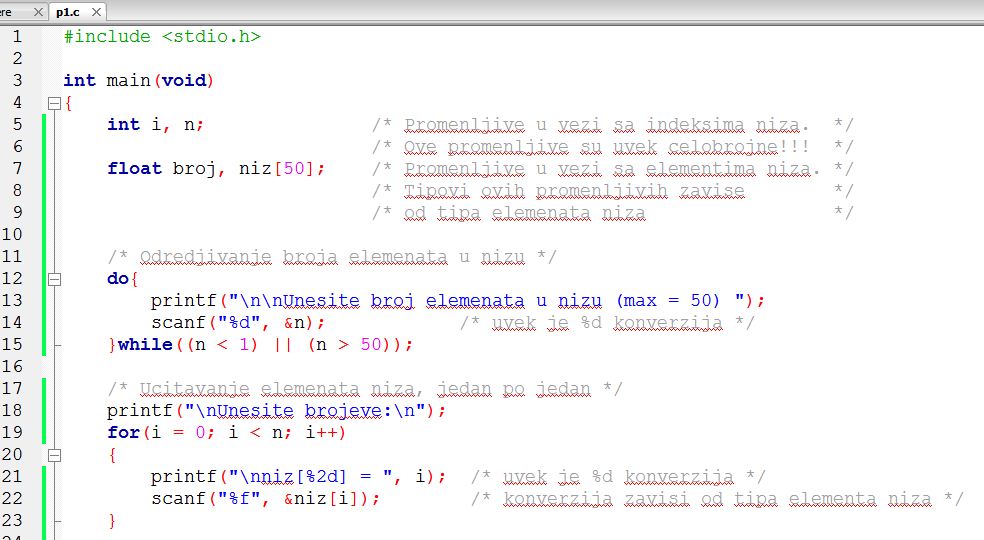 ere × p1.c ×
1 #include <stdio.h>
2
3 int main(void)
4 {
5 int i, n; /* Promenljive u vezi sa indeksima niza. */
6 /* Ove promenljive su uvek celobrojne!!! */
7 float broj, niz[50]; /* Promenljive u vezi sa elementima niza. */
8 /* Tipovi ovih promenljivih zavise */
9 /* od tipa elemenata niza */
10
11 /* Odredjivanje broja elemenata u nizu */
12 do{
13 printf("\n\nUnesite broj elemenata u nizu (max = 50) ");
14 scanf("%d", &n); /* uvek je %d konverzija */
15 }while((n < 1) || (n > 50));
16
17 /* Ucitavanje elemenata niza, jedan po jedan */
18 printf("\nUnesite brojeve:\n");
19 for(i = 0; i < n; i++)
20 {
21 printf("\nniz[%2d] = ", i); /* uvek je %d konverzija */
22 scanf("%f", &niz[i]); /* konverzija zavisi od tipa elementa niza */
23 }